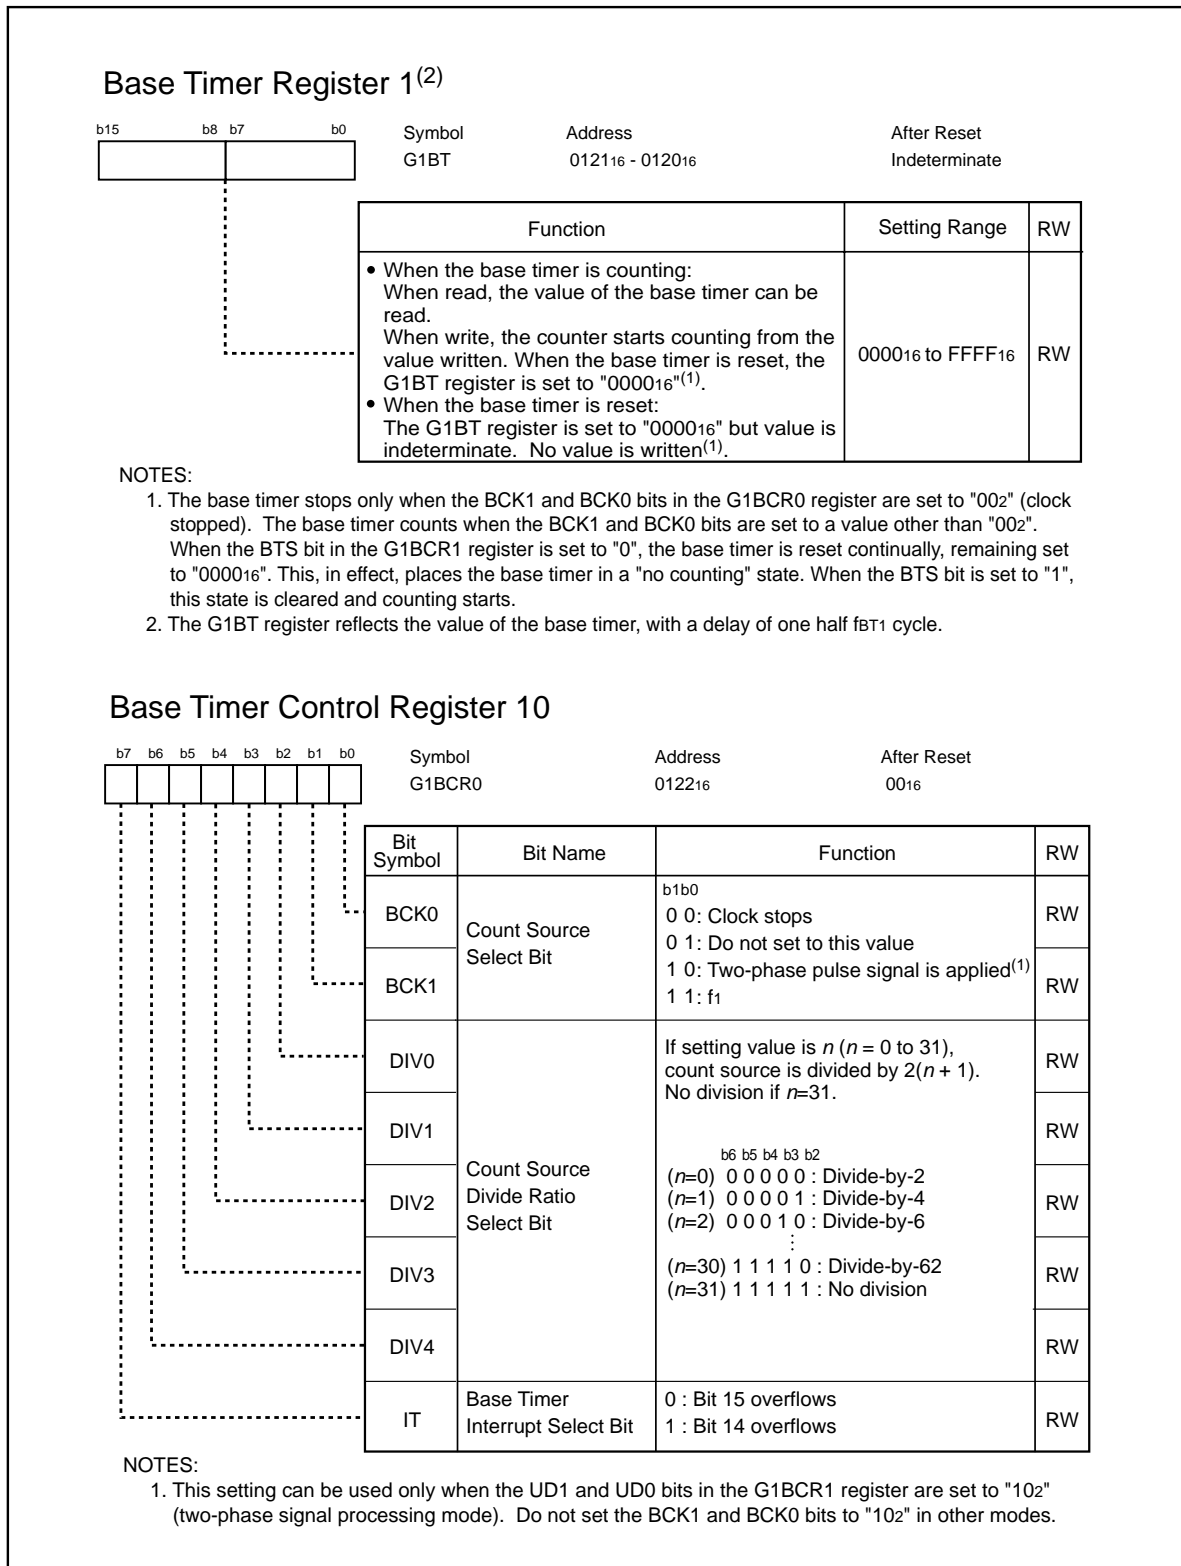 Base Timer Register 1(2)
b15 b8 b7 b0
Symbol Address After Reset
G1BT 012116 - 012016 Indeterminate
Function Setting Range RW
• When the base timer is counting:
When read, the value of the base timer can be
read.
When write, the counter starts counting from the
value written. When the base timer is reset, the
G1BT register is set to "000016"(1).
• When the base timer is reset:
The G1BT register is set to "000016" but value is
indeterminate. No value is written(1).
000016 to FFFF16 RW
NOTES:
1. The base timer stops only when the BCK1 and BCK0 bits in the G1BCR0 register are set to "002" (clock
stopped). The base timer counts when the BCK1 and BCK0 bits are set to a value other than "002".
When the BTS bit in the G1BCR1 register is set to "0", the base timer is reset continually, remaining set
to "000016". This, in effect, places the base timer in a "no counting" state. When the BTS bit is set to "1",
this state is cleared and counting starts.
2. The G1BT register reflects the value of the base timer, with a delay of one half fBT1 cycle.
Base Timer Control Register 10
b7 b6 b5 b4 b3 b2 b1 b0
Symbol Address After Reset
G1BCR0 012216 0016
Bit
Symbol Bit Name Function RW
BCK0 RW
BCK1 RW
Count Source
Select Bit
b1b0
0 0: Clock stops
0 1: Do not set to this value
1 0: Two-phase pulse signal is applied(1)
1 1: f1
DIV0 RW
DIV1 RW
DIV2 RW
DIV3 RW
DIV4 RW
Count Source
Divide Ratio
Select Bit
If setting value is n (n = 0 to 31),
count source is divided by 2(n + 1).
No division if n=31.
b6 b5 b4 b3 b2
(n=0) 0 0 0 0 0 : Divide-by-2
(n=1) 0 0 0 0 1 : Divide-by-4
(n=2) 0 0 0 1 0 : Divide-by-6
⋮
(n=30) 1 1 1 1 0 : Divide-by-62
(n=31) 1 1 1 1 1 : No division
IT RW
Base Timer
Interrupt Select Bit
0 : Bit 15 overflows
1 : Bit 14 overflows
NOTES:
1. This setting can be used only when the UD1 and UD0 bits in the G1BCR1 register are set to "102"
(two-phase signal processing mode). Do not set the BCK1 and BCK0 bits to "102" in other modes.